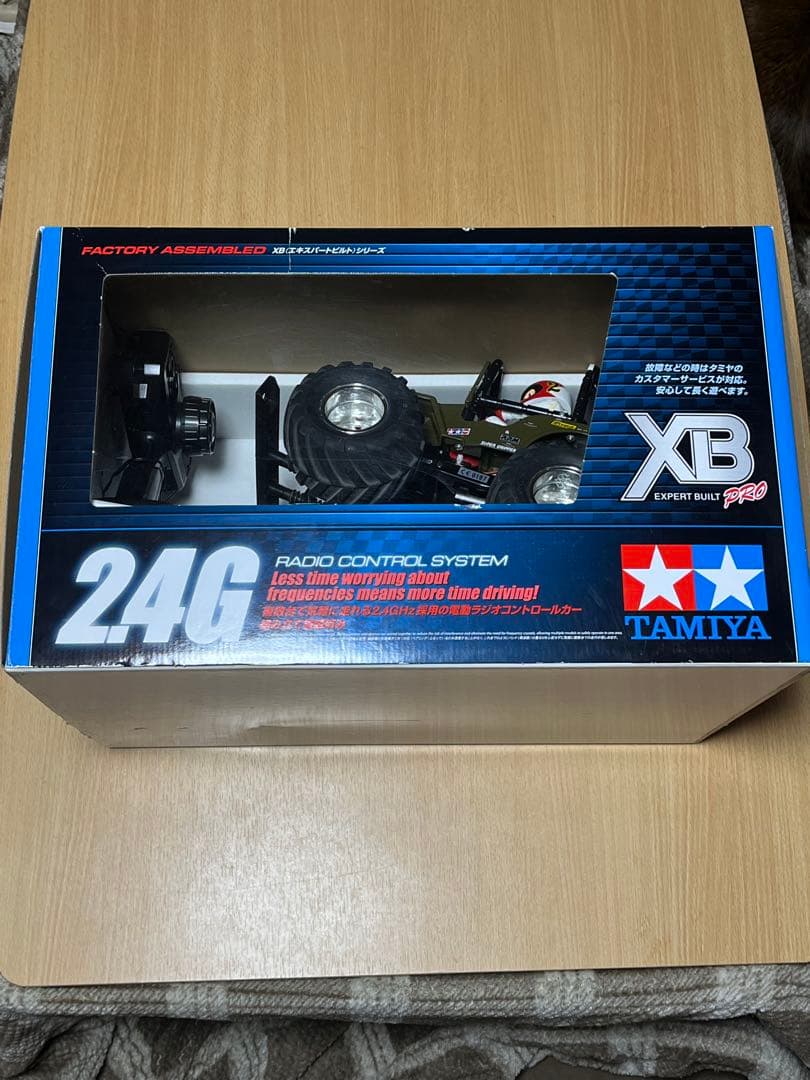 FACTORY ASSEMBLED XB(エキスパートビルト)シリーズ
故障などの時はタミヤの
カスタマーサービスが対応。
安心して長く遊べます。
XB
EXPERT BUILT PRO
2.4G
RADIO CONTROL SYSTEM
Less time worrying about
frequencies means more time driving!
複数台で気軽に走れる2.4GHz採用の電動ラジオコントロールカー
TAMIYA